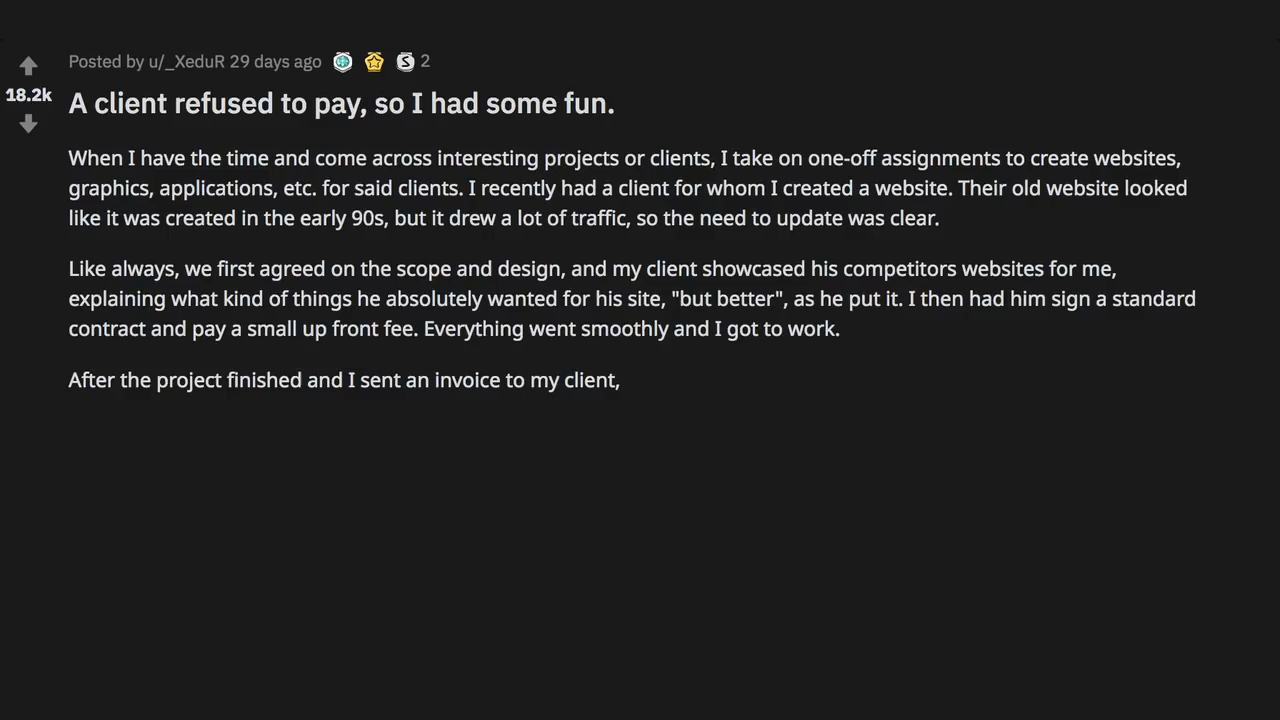 Posted by u/_XeduR 29 days ago 2
18.2k
A client refused to pay, so I had some fun.
When I have the time and come across interesting projects or clients, I take on one-off assignments to create websites,
graphics, applications, etc. for said clients. I recently had a client for whom I created a website. Their old website looked
like it was created in the early 90s, but it drew a lot of traffic, so the need to update was clear.
Like always, we first agreed on the scope and design, and my client showcased his competitors websites for me,
explaining what kind of things he absolutely wanted for his site, "but better", as he put it. I then had him sign a standard
contract and pay a small up front fee. Everything went smoothly and I got to work.
After the project finished and I sent an invoice to my client,